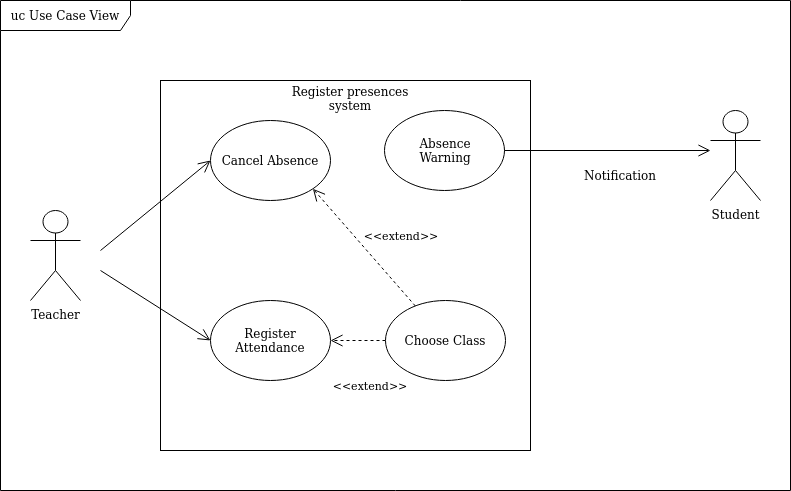 uc Use Case View
Register presences
system
Cancel Absence
Absence
Warning
Notification
Student
<<extend>>
Teacher
Register
Attendance
Choose Class
<<extend>>